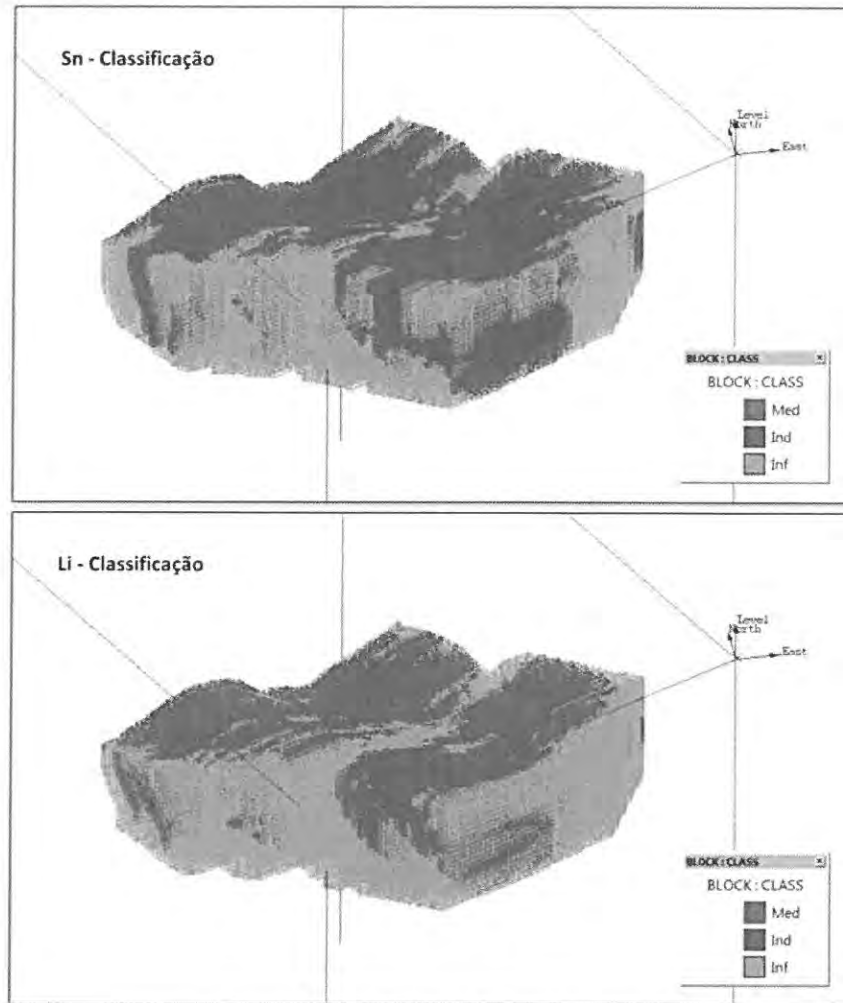 Sn - Classificação
Level
North
East
BLOCK : CLASS
BLOCK : CLASS
Med
Ind
Inf
Li - Classificação
Level
North
East
BLOCK : CLASS
BLOCK : CLASS
Med
Ind
Inf